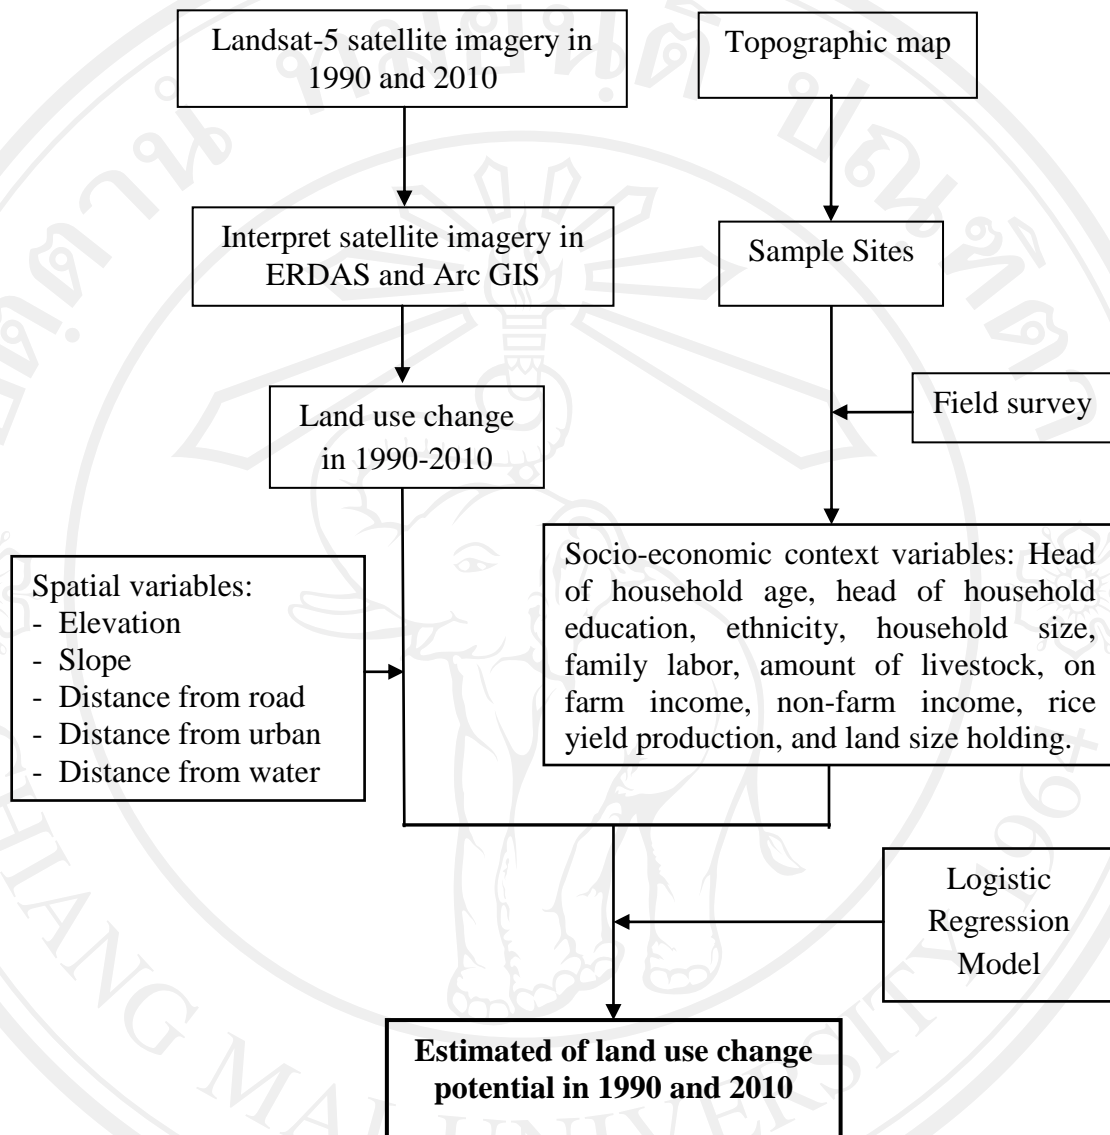 Landsat-5 satellite imagery in
1990 and 2010
Topographic map
Interpret satellite imagery in
ERDAS and Arc GIS
Sample Sites
Land use change
in 1990-2010
Field survey
Spatial variables:
- Elevation
- Slope
- Distance from road
- Distance from urban
- Distance from water
Socio-economic context variables: Head
of household age, head of household
education, ethnicity, household size,
family labor, amount of livestock, on
farm income, non-farm income, rice
yield production, and land size holding.
Logistic
Regression
Model
Estimated of land use change
potential in 1990 and 2010
CHIANG MAI UNIVERSITY 1964